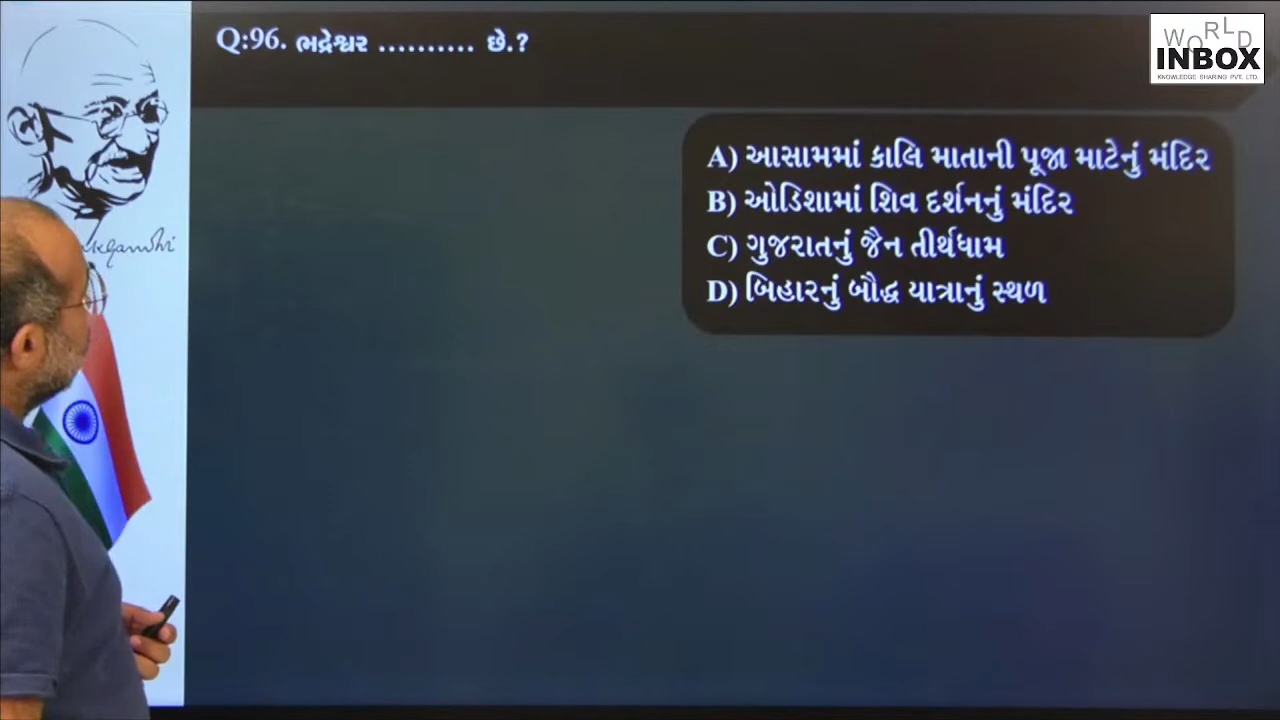 Q:96. ભદ્રેશ્વર .......... છે.?
WORLD
INBOX
KNOWLEDGE SHARING PVT. LTD.
A) આસામમાં કાલિ માતાની પૂજા માટેનું મંદિર
B) ઓડિશામાં શિવ દર્શનનું મંદિર
C) ગુજરાતનું જૈન તીર્થધામ
D) બિહારનું બૌદ્ધ યાત્રાનું સ્થળ
mkgandhi